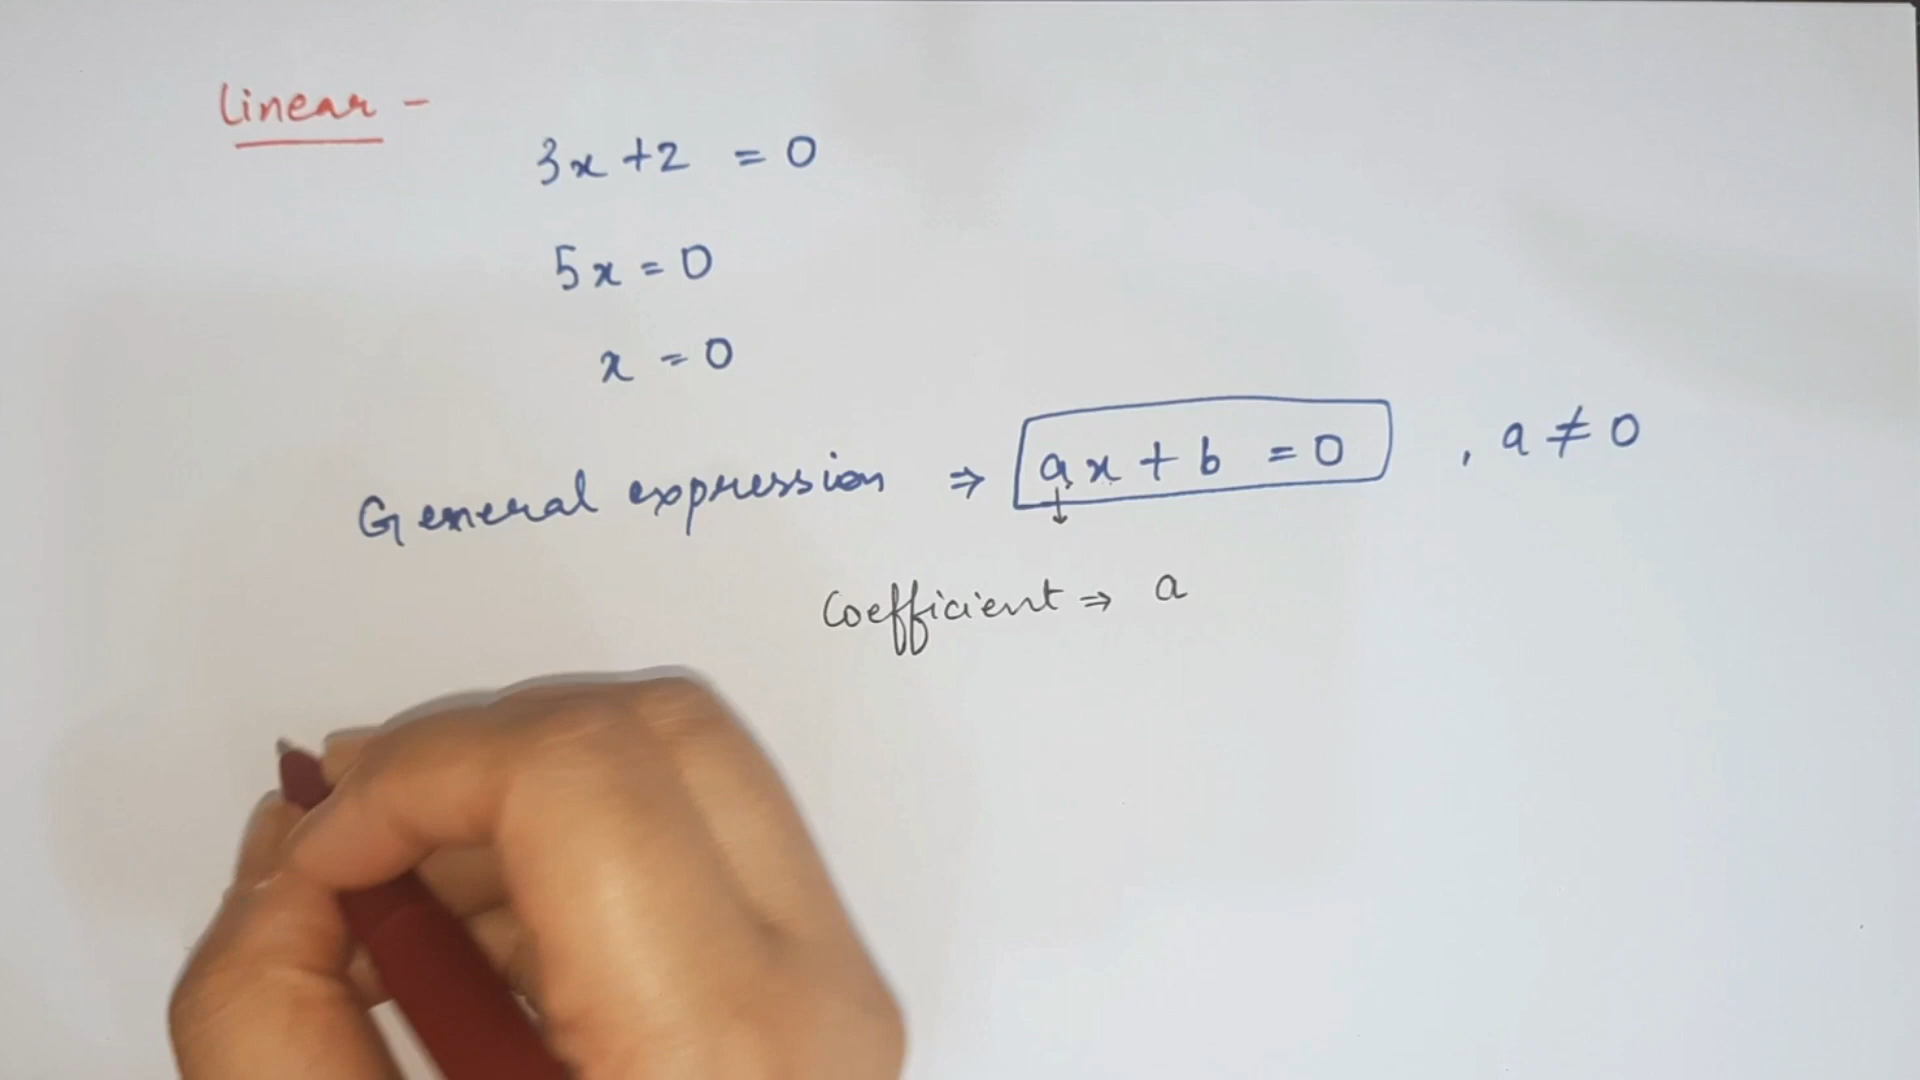 Linear -
3x + 2 = 0
5x = 0
x = 0
General expression ⇒ ax + b = 0 , a ≠ 0
↓
Coefficient ⇒ a